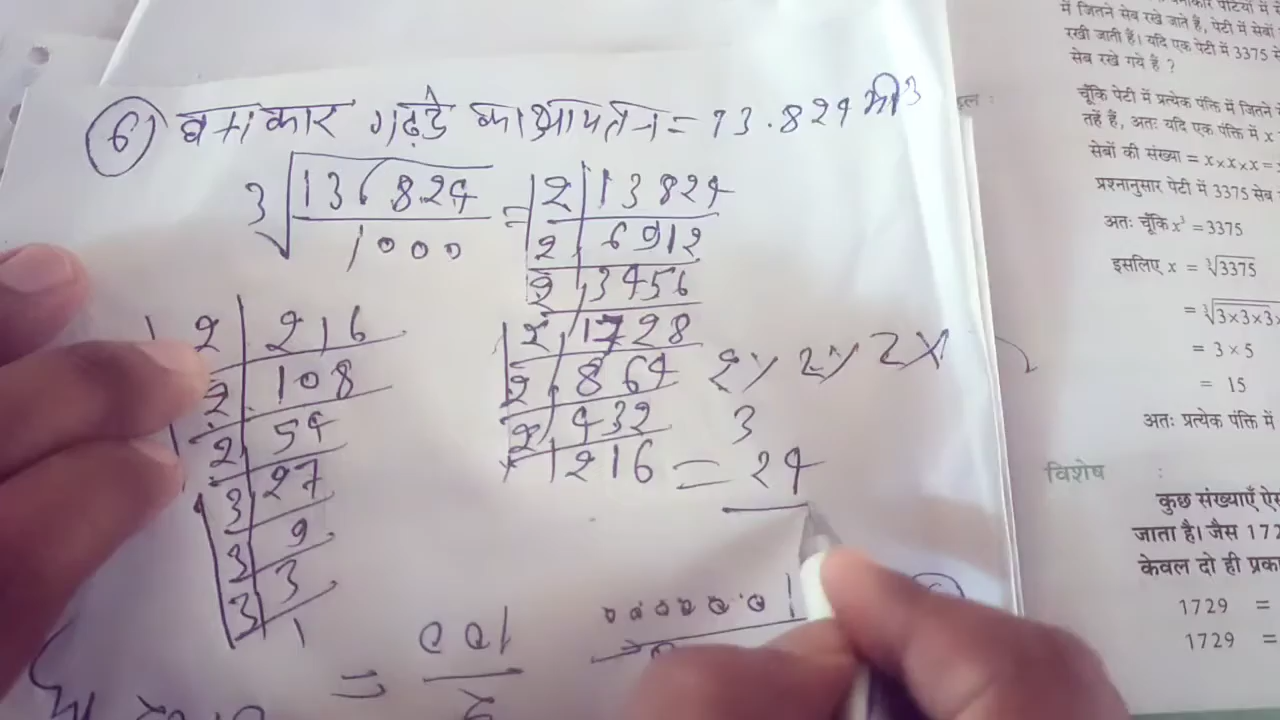 6) घनाकार गढ्ढे का आयतन = 13.824 मी³
3√13824/1000 = 2 | 13824
2 | 6912
2 | 3456
2 | 1728
2 | 864
2 | 432
216 = 24
2 × 2 × 2 ×
3
2 | 216
2 | 108
2 | 54
3 | 27
3 | 9
3 | 3
1
में जितने सेब रखे जाते हैं, पेटी में सेबों
रखी जाती हैं। यदि एक पेटी में 3375 से
सेब रखे गये हैं ?
चूँकि पेटी में प्रत्येक पंक्ति में जितने
तहें हैं, अतः यदि एक पंक्ति में x
सेबों की संख्या = x×x×x =
प्रश्नानुसार पेटी में 3375 सेब
अतः चूँकि x³ = 3375
इसलिए x = ³√3375
= ³√3×3×3
= 3 × 5
= 15
अतः प्रत्येक पंक्ति में
विशेष :
कुछ संख्याएँ ऐस
जाता है। जैस 172
केवल दो ही प्रका
1729 =
1729 =